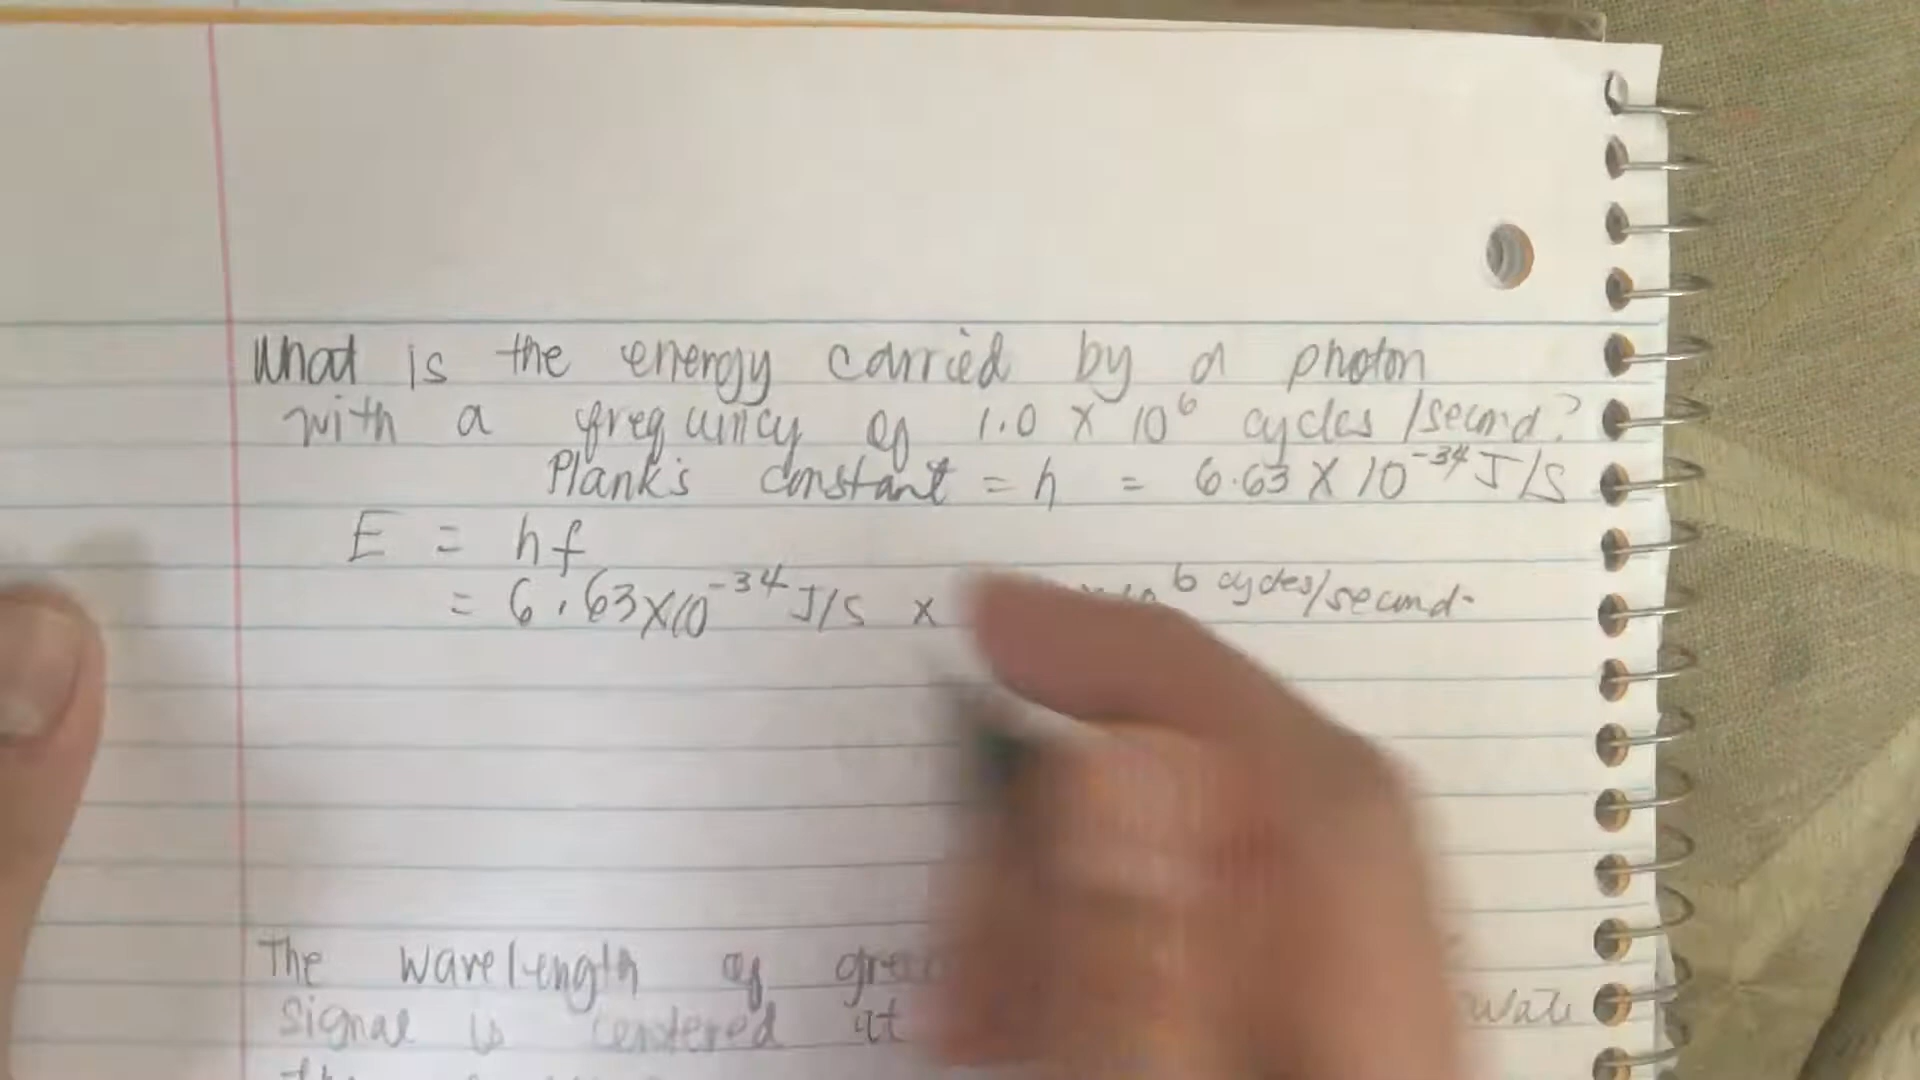 What is the energy carried by a photon
with a frequency of 1.0 x 10⁶ cycles/second?
Plank's constant = h = 6.63 x 10⁻³⁴ J/S
E = hf
= 6.63x10⁻³⁴ J/S x 6 cycles/second.
The wavelength of
signal is centered at